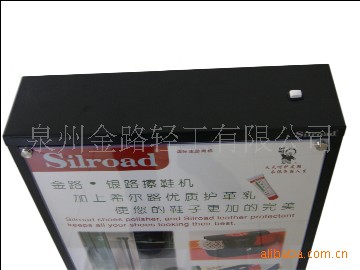 泉州金路轻工有限公司
Silroad
金路·银路擦鞋机
加上希尔路优质护革乳
使您的鞋子更加的完美
Silroad shoes polisher, and Silroad leather protectord
keeps all your shoes looking their best.
alibaba.com.cn